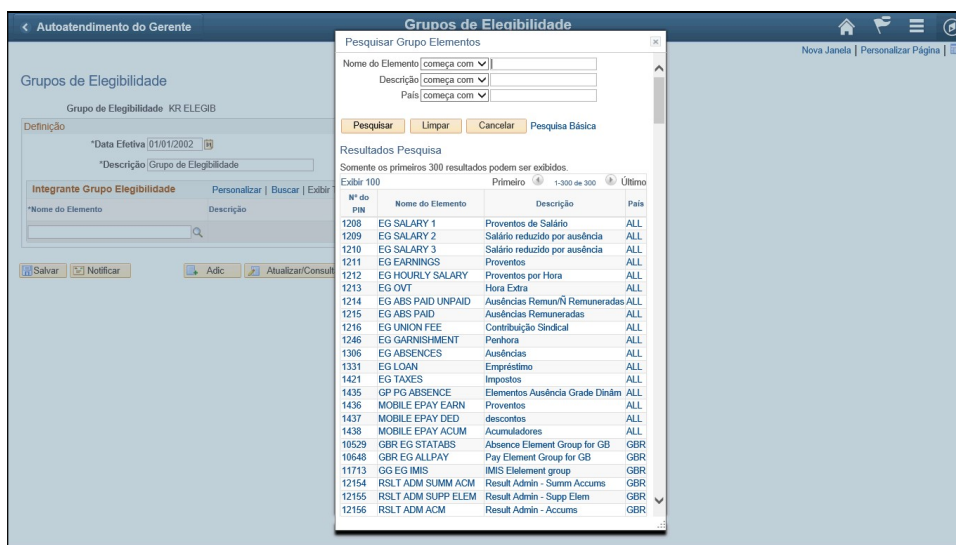 Autoatendimento do Gerente
Grupos de Elegibilidade
Nova Janela | Personalizar Página |
Grupos de Elegibilidade
Grupo de Elegibilidade KR ELEGIB
Definição
*Data Efetiva 01/01/2002
*Descrição Grupo de Elegibilidade
Integrante Grupo Elegibilidade Personalizar | Buscar | Exibir
*Nome do Elemento Descrição
Salvar Notificar Adic Atualizar/Consult
Pesquisar Grupo Elementos
Nome do Elemento começa com
Descrição começa com
País começa com
Pesquisar Limpar Cancelar Pesquisa Básica
Resultados Pesquisa
Somente os primeiros 300 resultados podem ser exibidos.
Exibir 100 Primeiro 1-300 de 300 Último
Nº do PIN Nome do Elemento Descrição País
1208 EG SALARY 1 Proventos de Salário ALL
1209 EG SALARY 2 Salário reduzido por ausência ALL
1210 EG SALARY 3 Salário reduzido por ausência ALL
1211 EG EARNINGS Proventos ALL
1212 EG HOURLY SALARY Proventos por Hora ALL
1213 EG OVT Hora Extra ALL
1214 EG ABS PAID UNPAID Ausências Remun/Ñ Remuneradas ALL
1215 EG ABS PAID Ausências Remuneradas ALL
1216 EG UNION FEE Contribuição Sindical ALL
1246 EG GARNISHMENT Penhora ALL
1306 EG ABSENCES Ausências ALL
1331 EG LOAN Empréstimo ALL
1421 EG TAXES Impostos ALL
1435 GP PG ABSENCE Elementos Ausência Grade Dinâm ALL
1436 MOBILE EPAY EARN Proventos ALL
1437 MOBILE EPAY DED descontos ALL
1438 MOBILE EPAY ACUM Acumuladores ALL
10529 GBR EG STATABS Absence Element Group for GB GBR
10648 GBR EG ALLPAY Pay Element Group for GB GBR
11713 GG EG IMIS IMIS Elelement group GBR
12154 RSLT ADM SUMM ACM Result Admin - Summ Accums GBR
12155 RSLT ADM SUPP ELEM Result Admin - Supp Elem GBR
12156 RSLT ADM ACM Result Admin - Accums GBR